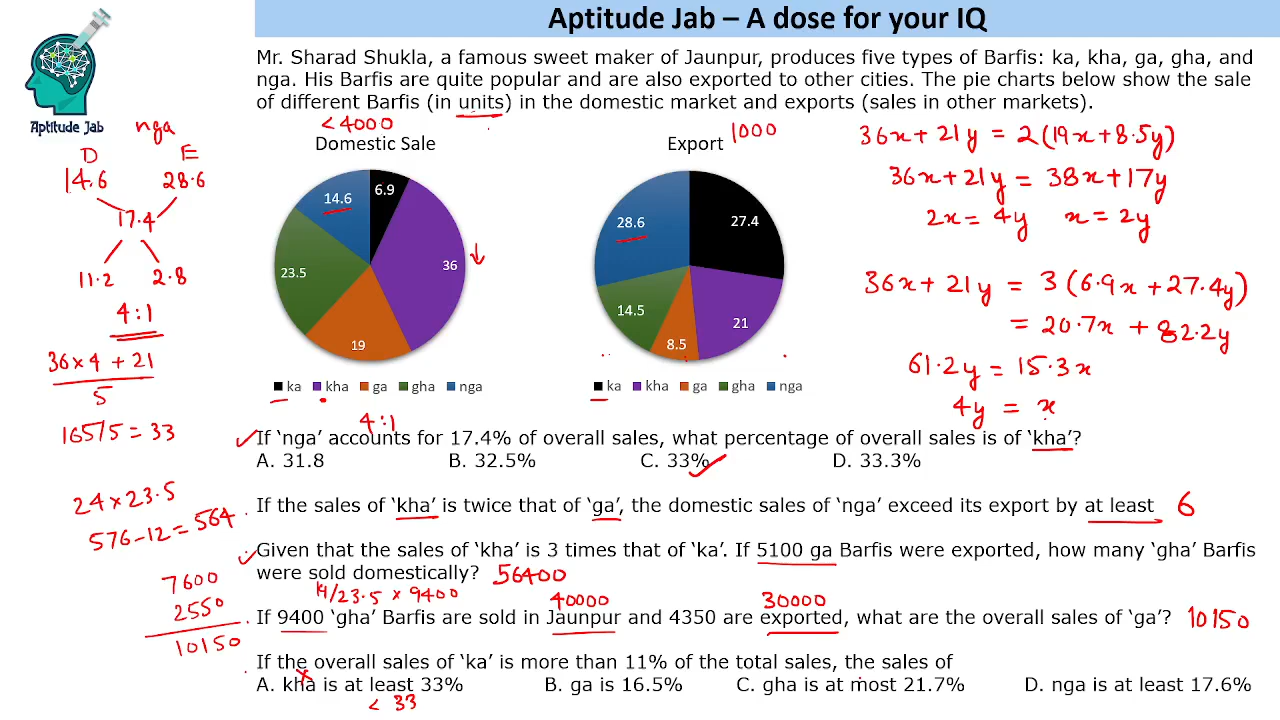 Aptitude Jab – A dose for your IQ
Aptitude Jab
Mr. Sharad Shukla, a famous sweet maker of Jaunpur, produces five types of Barfis: ka, kha, ga, gha, and
nga. His Barfis are quite popular and are also exported to other cities. The pie charts below show the sale
of different Barfis (in units) in the domestic market and exports (sales in other markets).
nga
D E
14.6 28.6
17.4
11.2 2.8
4:1
36×4 + 21
5
165/5 = 33
24×23.5
576-12 = 564
7600
2550
10150
<4000
Domestic Sale
14.6
6.9
36
23.5
19
ka kha ga gha nga
1000
Export
28.6
27.4
14.5
21
8.5
ka kha ga gha nga
36x + 21y = 2(19x + 8.5y)
36x + 21y = 38x + 17y
2x = 4y x = 2y
36x + 21y = 3(6.9x + 27.4y)
= 20.7x + 82.2y
61.2y = 15.3x
4y = x
4:1
If ‘nga’ accounts for 17.4% of overall sales, what percentage of overall sales is of ‘kha’?
A. 31.8 B. 32.5% C. 33% D. 33.3%
If the sales of ‘kha’ is twice that of ‘ga’, the domestic sales of ‘nga’ exceed its export by at least 6
Given that the sales of ‘kha’ is 3 times that of ‘ka’. If 5100 ga Barfis were exported, how many ‘gha’ Barfis
were sold domestically? 56400
19/23.5 × 9400 40000 30000
If 9400 ‘gha’ Barfis are sold in Jaunpur and 4350 are exported, what are the overall sales of ‘ga’? 10150
If the overall sales of ‘ka’ is more than 11% of the total sales, the sales of
A. kha is at least 33% B. ga is 16.5% C. gha is at most 21.7% D. nga is at least 17.6%
< 33